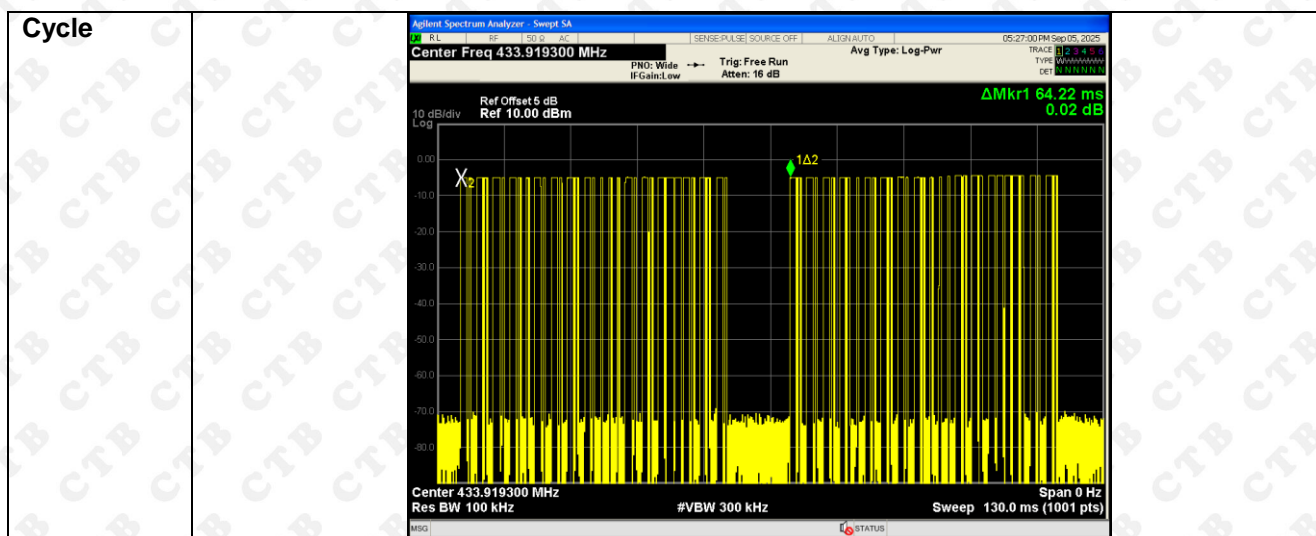 Cycle
Agilent Spectrum Analyzer - Swept SA
RL RF 50 Ω AC SENSE:PULSE SOURCE OFF ALIGN AUTO 05:27:00 PM Sep 05, 2025
Center Freq 433.919300 MHz Avg Type: Log-Pwr TRACE 1 2 3 4 5 6
PNO: Wide Trig: Free Run TYPE
IFGain:Low Atten: 16 dB DET N N N N N N
ΔMkr1 64.22 ms
Ref Offset 5 dB 0.02 dB
10 dB/div Ref 10.00 dBm
Log
0.00
1Δ2
X2
-10.0
-20.0
-30.0
-40.0
-50.0
-60.0
-70.0
-80.0
Center 433.919300 MHz Span 0 Hz
Res BW 100 kHz #VBW 300 kHz Sweep 130.0 ms (1001 pts)
MSG STATUS
CTB